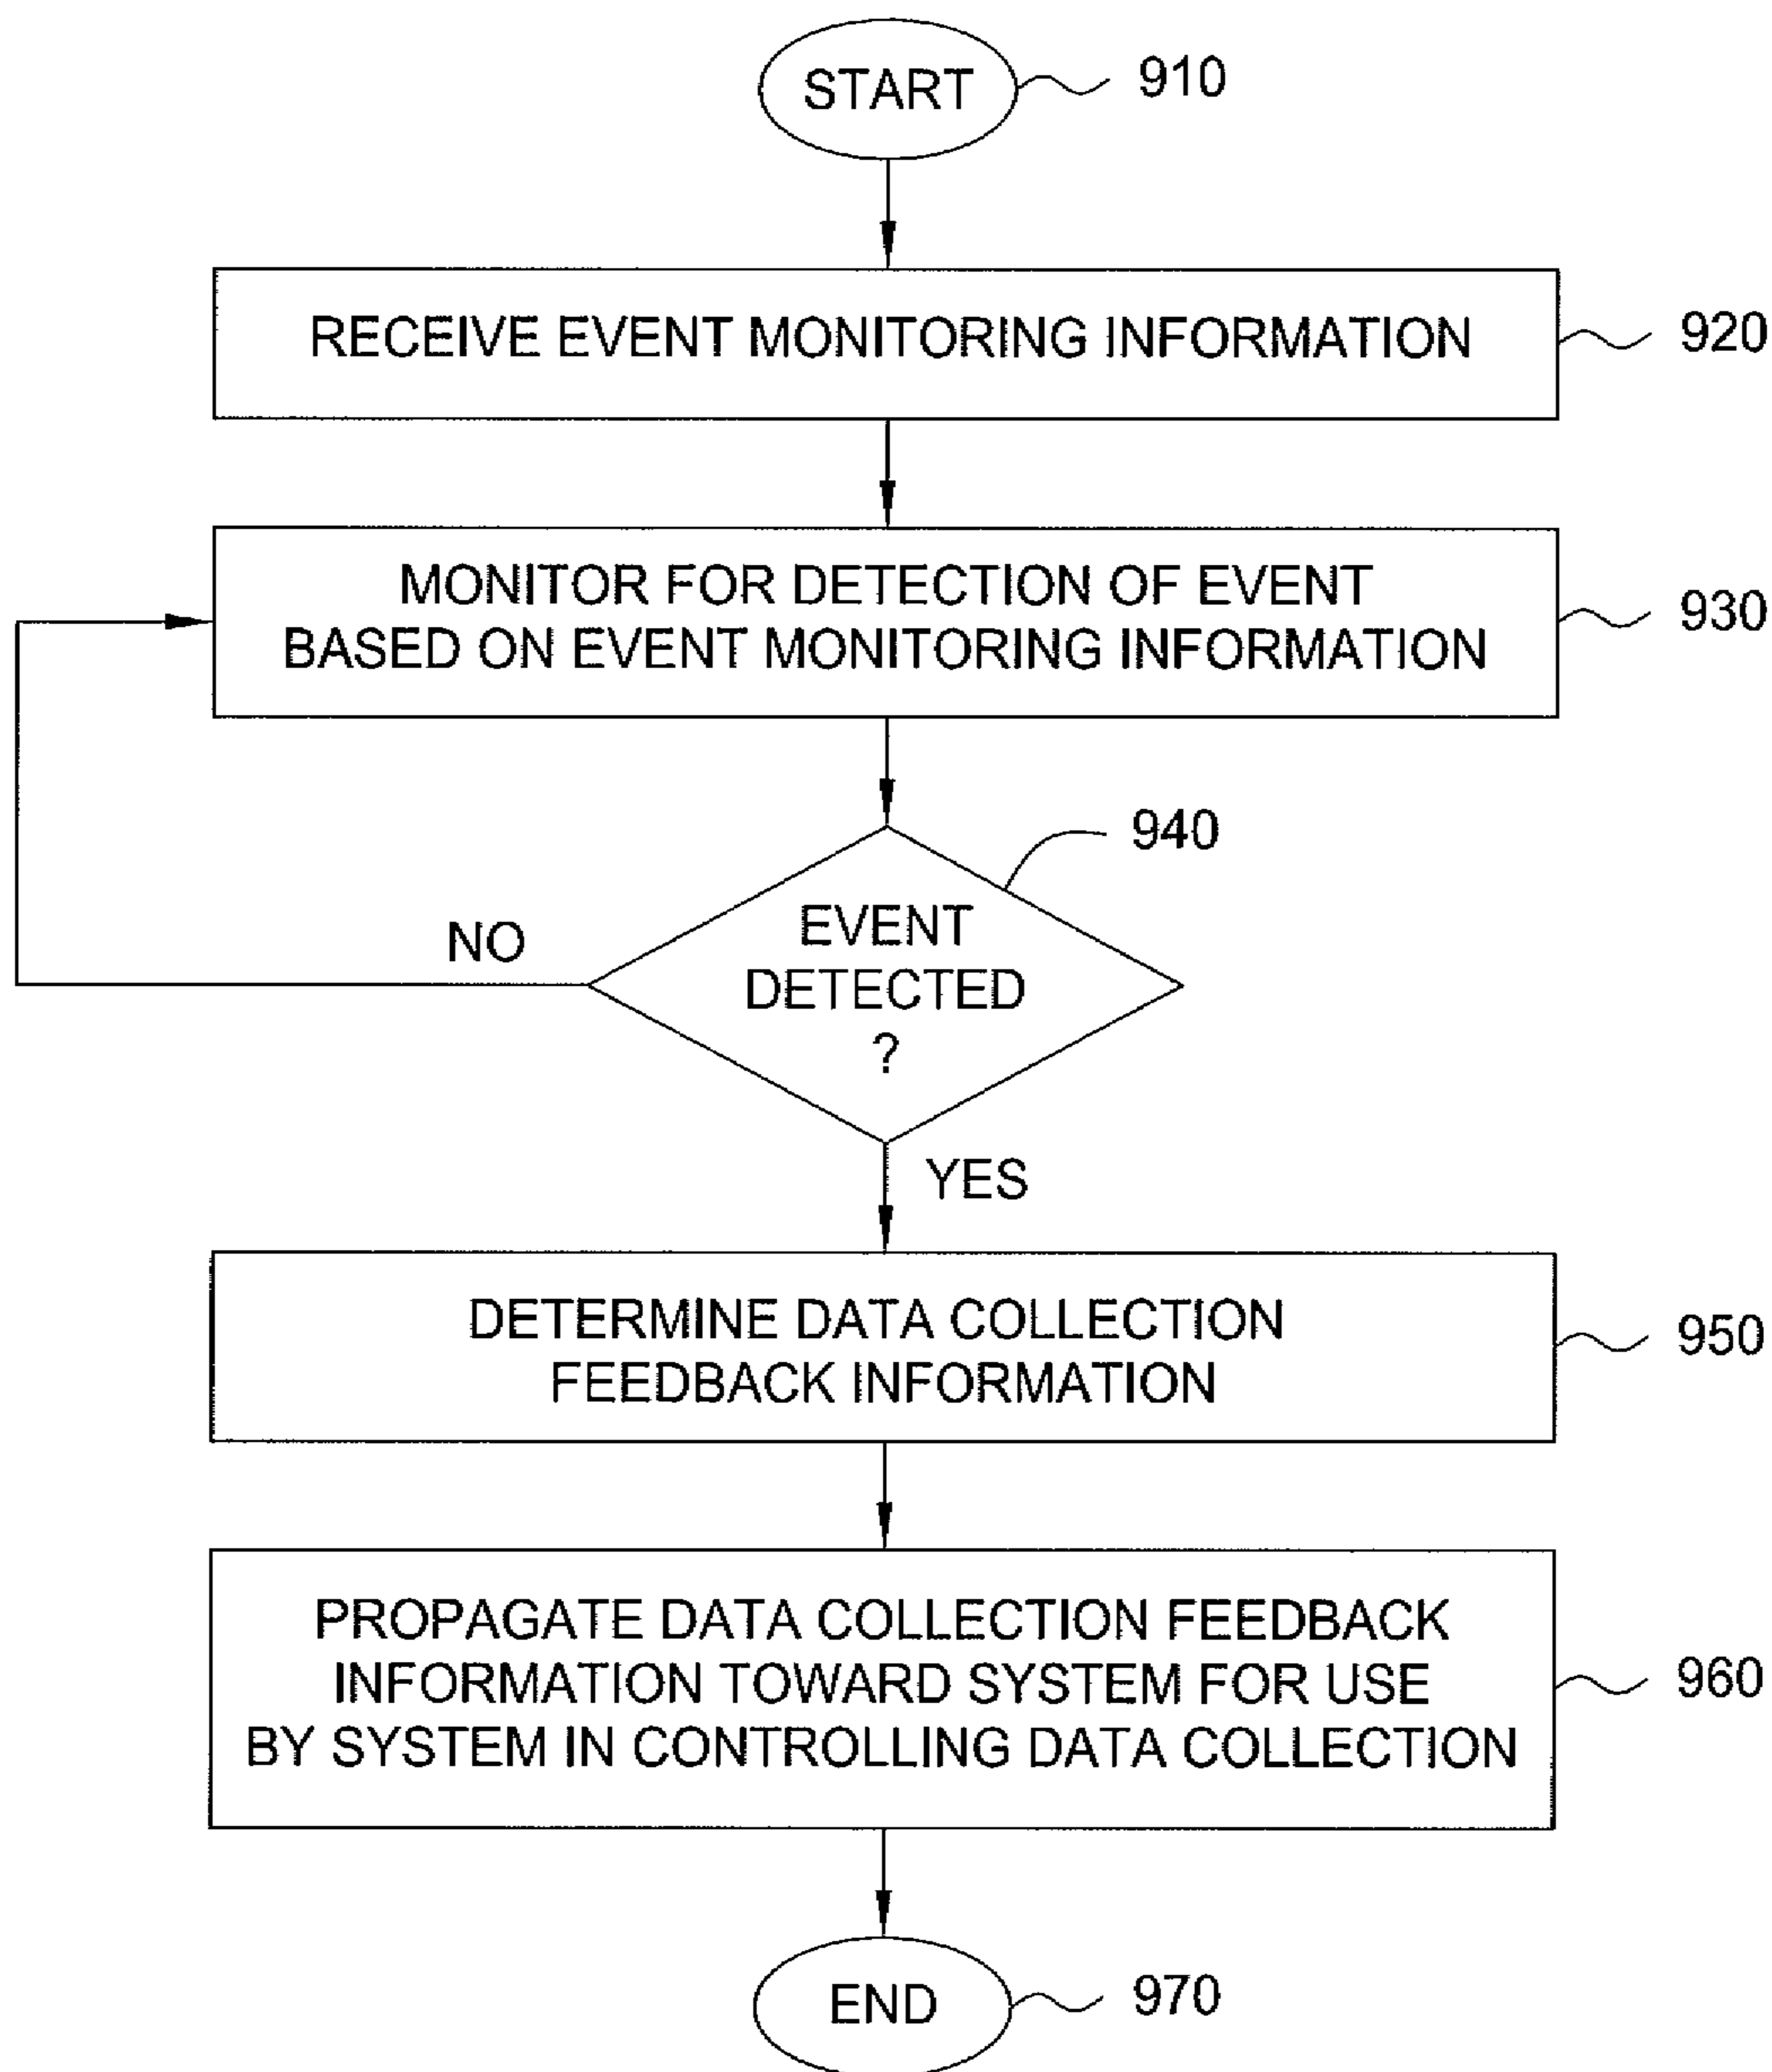 START
910
RECEIVE EVENT MONITORING INFORMATION
920
MONITOR FOR DETECTION OF EVENT
BASED ON EVENT MONITORING INFORMATION
930
940
EVENT
DETECTED
?
NO
YES
DETERMINE DATA COLLECTION
FEEDBACK INFORMATION
950
PROPAGATE DATA COLLECTION FEEDBACK
INFORMATION TOWARD SYSTEM FOR USE
BY SYSTEM IN CONTROLLING DATA COLLECTION
960
END
970